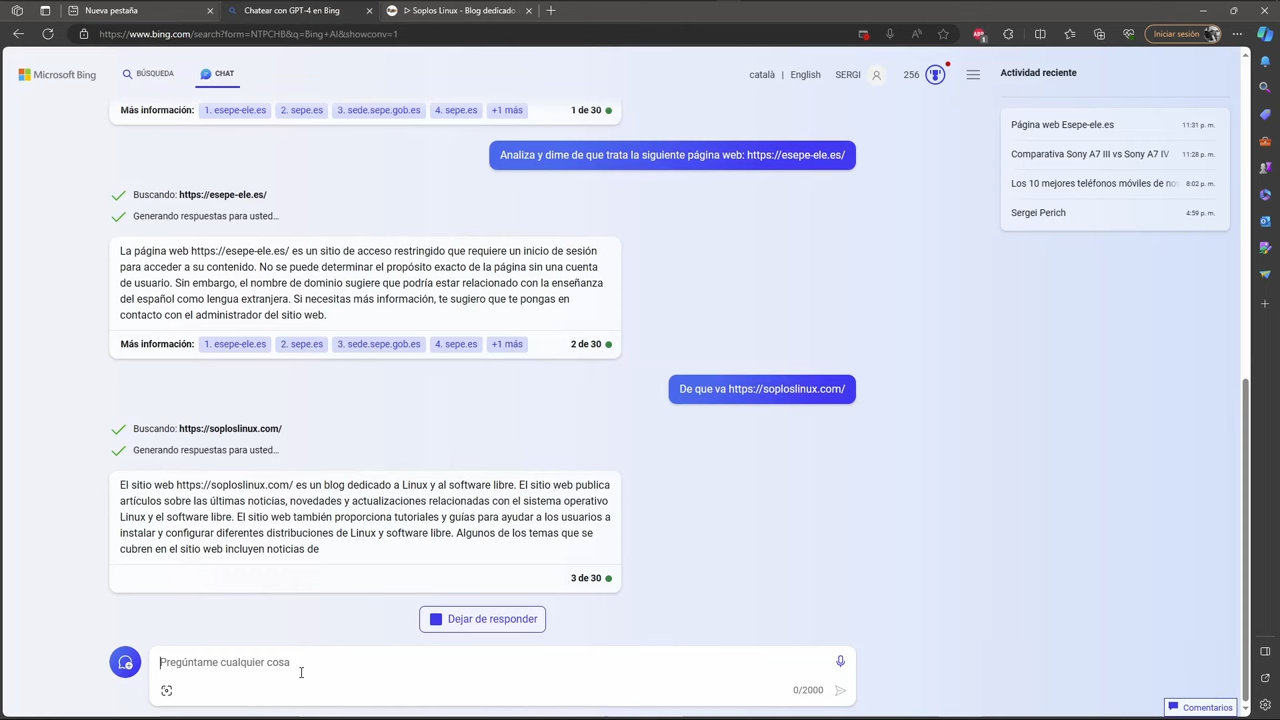 Nueva pestaña
Chatear con GPT-4 en Bing
Soplos Linux - Blog dedicado
https://www.bing.com/search?form=NTPCHB&q=Bing+AI&showconv=1
Iniciar sesión
Microsoft Bing
BÚSQUEDA
CHAT
català | English SERGI 256
Actividad reciente
Página web Esepe-ele.es 11:31 p. m.
Comparativa Sony A7 III vs Sony A7 IV 11:28 p. m.
Los 10 mejores teléfonos móviles de 8:02 p. m.
Sergei Perich 4:59 p. m.
Más información: 1. esepe-ele.es 2. sepe.es 3. sede.sepe.gob.es 4. sepe.es +1 más 1 de 30
Analiza y dime de que trata la siguiente página web: https://esepe-ele.es/
Buscando: https://esepe-ele.es/
Generando respuestas para usted...
La página web https://esepe-ele.es/ es un sitio de acceso restringido que requiere un inicio de sesión
para acceder a su contenido. No se puede determinar el propósito exacto de la página sin una cuenta
de usuario. Sin embargo, el nombre de dominio sugiere que podría estar relacionado con la enseñanza
del español como lengua extranjera. Si necesitas más información, te sugiero que te pongas en
contacto con el administrador del sitio web.
Más información: 1. esepe-ele.es 2. sepe.es 3. sede.sepe.gob.es 4. sepe.es +1 más 2 de 30
De que va https://soploslinux.com/
Buscando: https://soploslinux.com/
Generando respuestas para usted...
El sitio web https://soploslinux.com/ es un blog dedicado a Linux y al software libre. El sitio web publica
artículos sobre las últimas noticias, novedades y actualizaciones relacionadas con el sistema operativo
Linux y el software libre. El sitio web también proporciona tutoriales y guías para ayudar a los usuarios a
instalar y configurar diferentes distribuciones de Linux y software libre. Algunos de los temas que se
cubren en el sitio web incluyen noticias de
3 de 30
Dejar de responder
Pregúntame cualquier cosa
0/2000
Comentarios